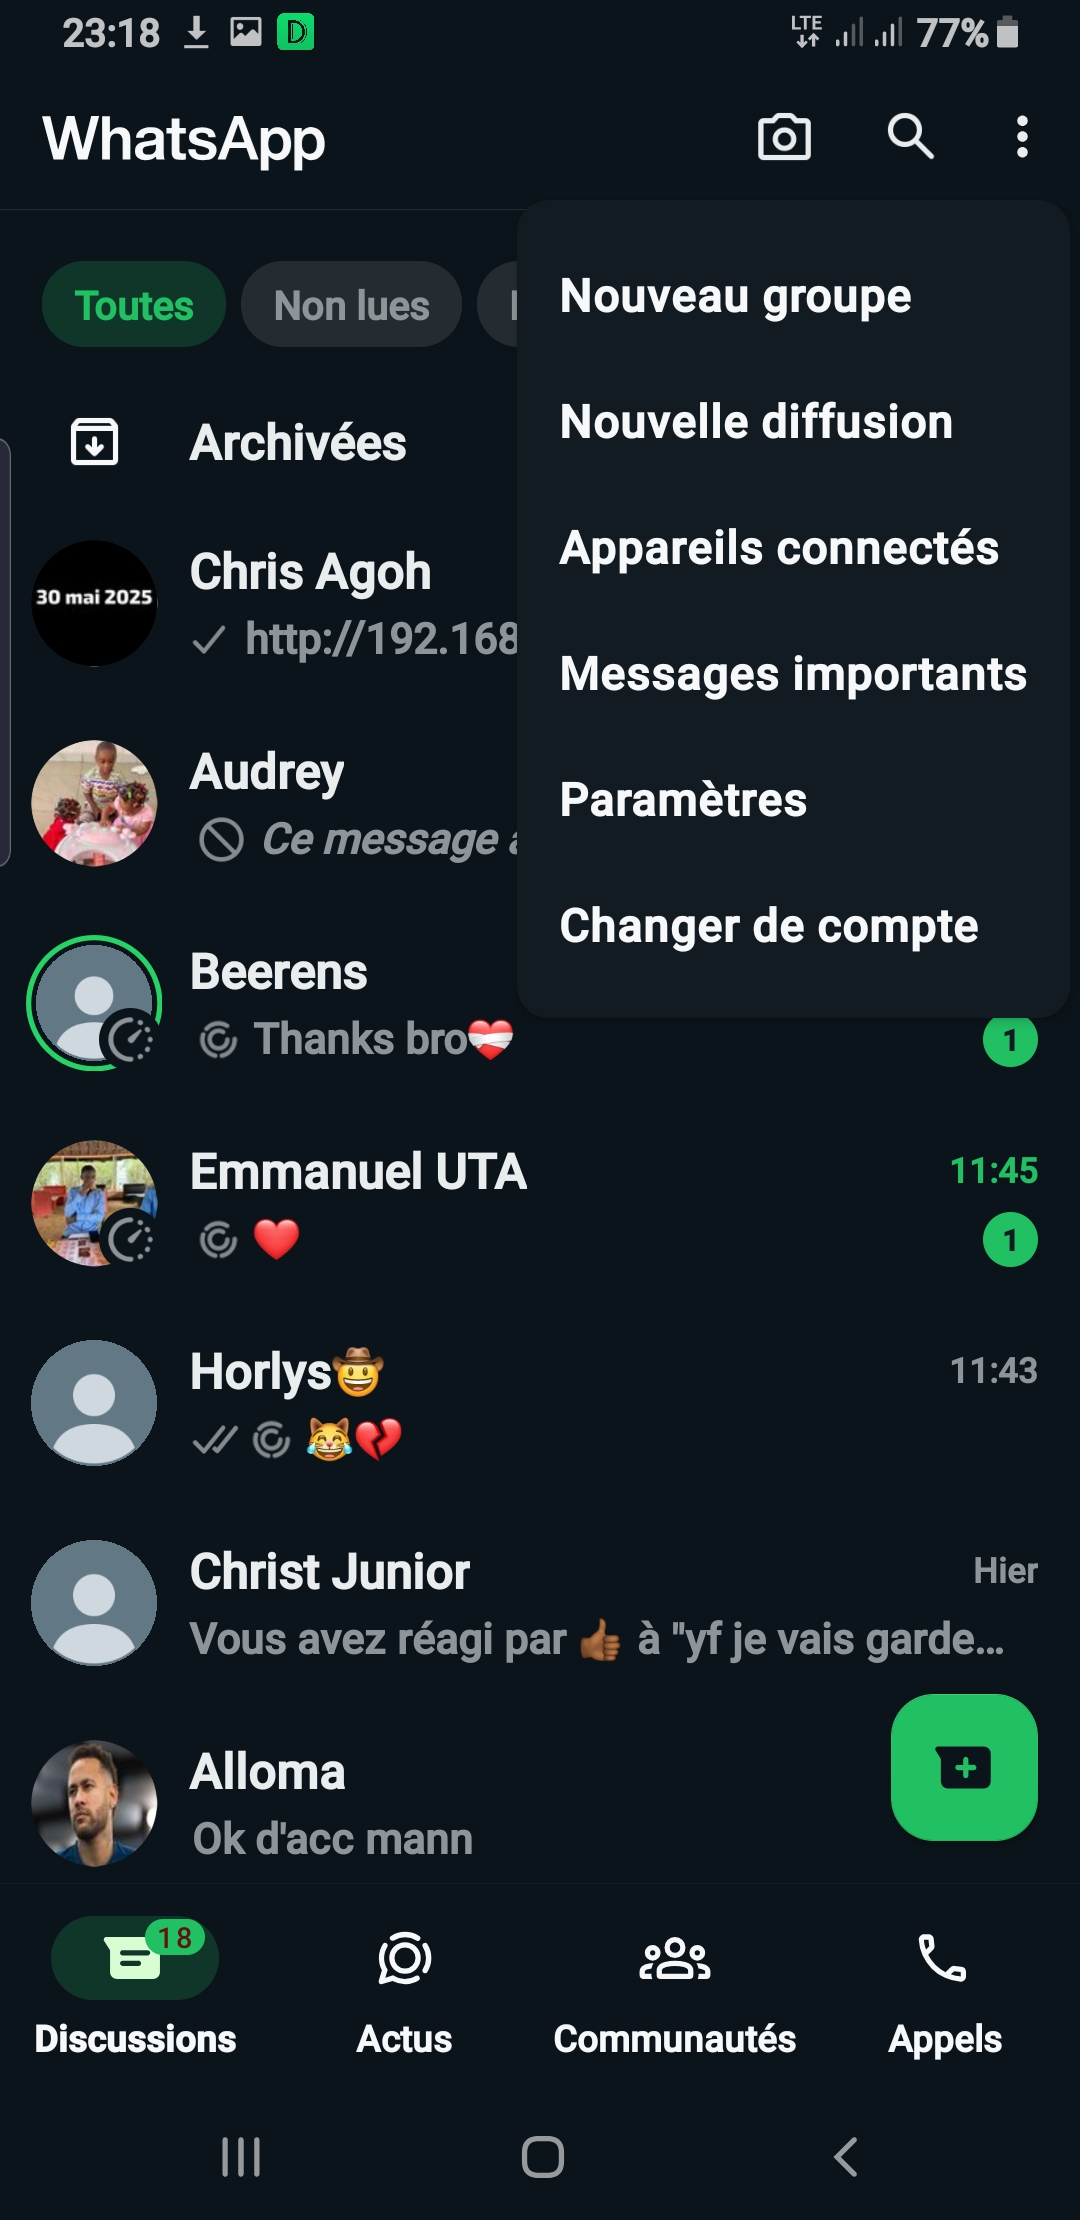 23:18
LTE
77%
WhatsApp
Toutes
Non lues
Nouveau groupe
Nouvelle diffusion
Appareils connectés
Messages importants
Paramètres
Changer de compte
Archivées
30 mai 2025
Chris Agoh
http://192.168
Audrey
Ce message
Beerens
Thanks bro❤️‍🩹
1
Emmanuel UTA
11:45
❤️
1
Horlys🤠
11:43
😹💔
Christ Junior
Hier
Vous avez réagi par 👍🏾 à "yf je vais garde...
Alloma
Ok d'acc mann
18
Discussions
Actus
Communautés
Appels